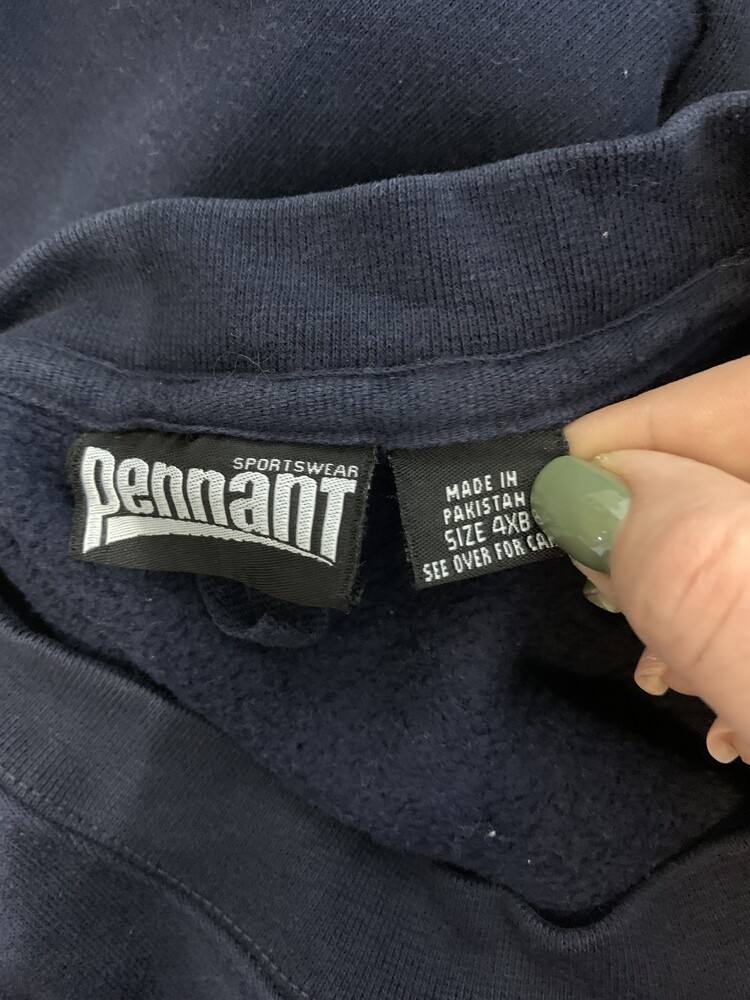 SPORTSWEAR
pennant
MADE IN
PAKISTAN
SIZE 4XB
SEE OVER FOR